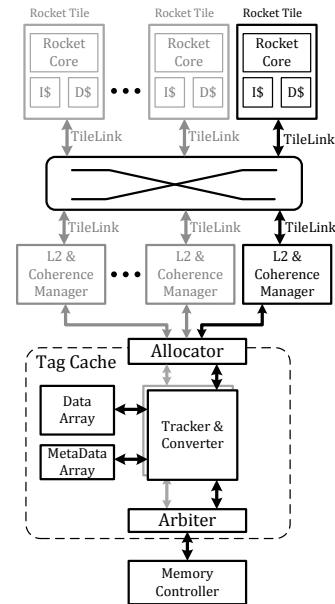 Rocket Tile Rocket Tile Rocket Tile
Rocket Rocket Rocket
Core Core Core
I$ D$ I$ D$ I$ D$
TileLink TileLink TileLink
TileLink TileLink TileLink
L2 & L2 & L2 &
Coherence Coherence Coherence
Manager Manager Manager
Allocator
Tag Cache
Data
Array
Tracker &
Converter
MetaData
Array
Arbiter
Memory
Controller